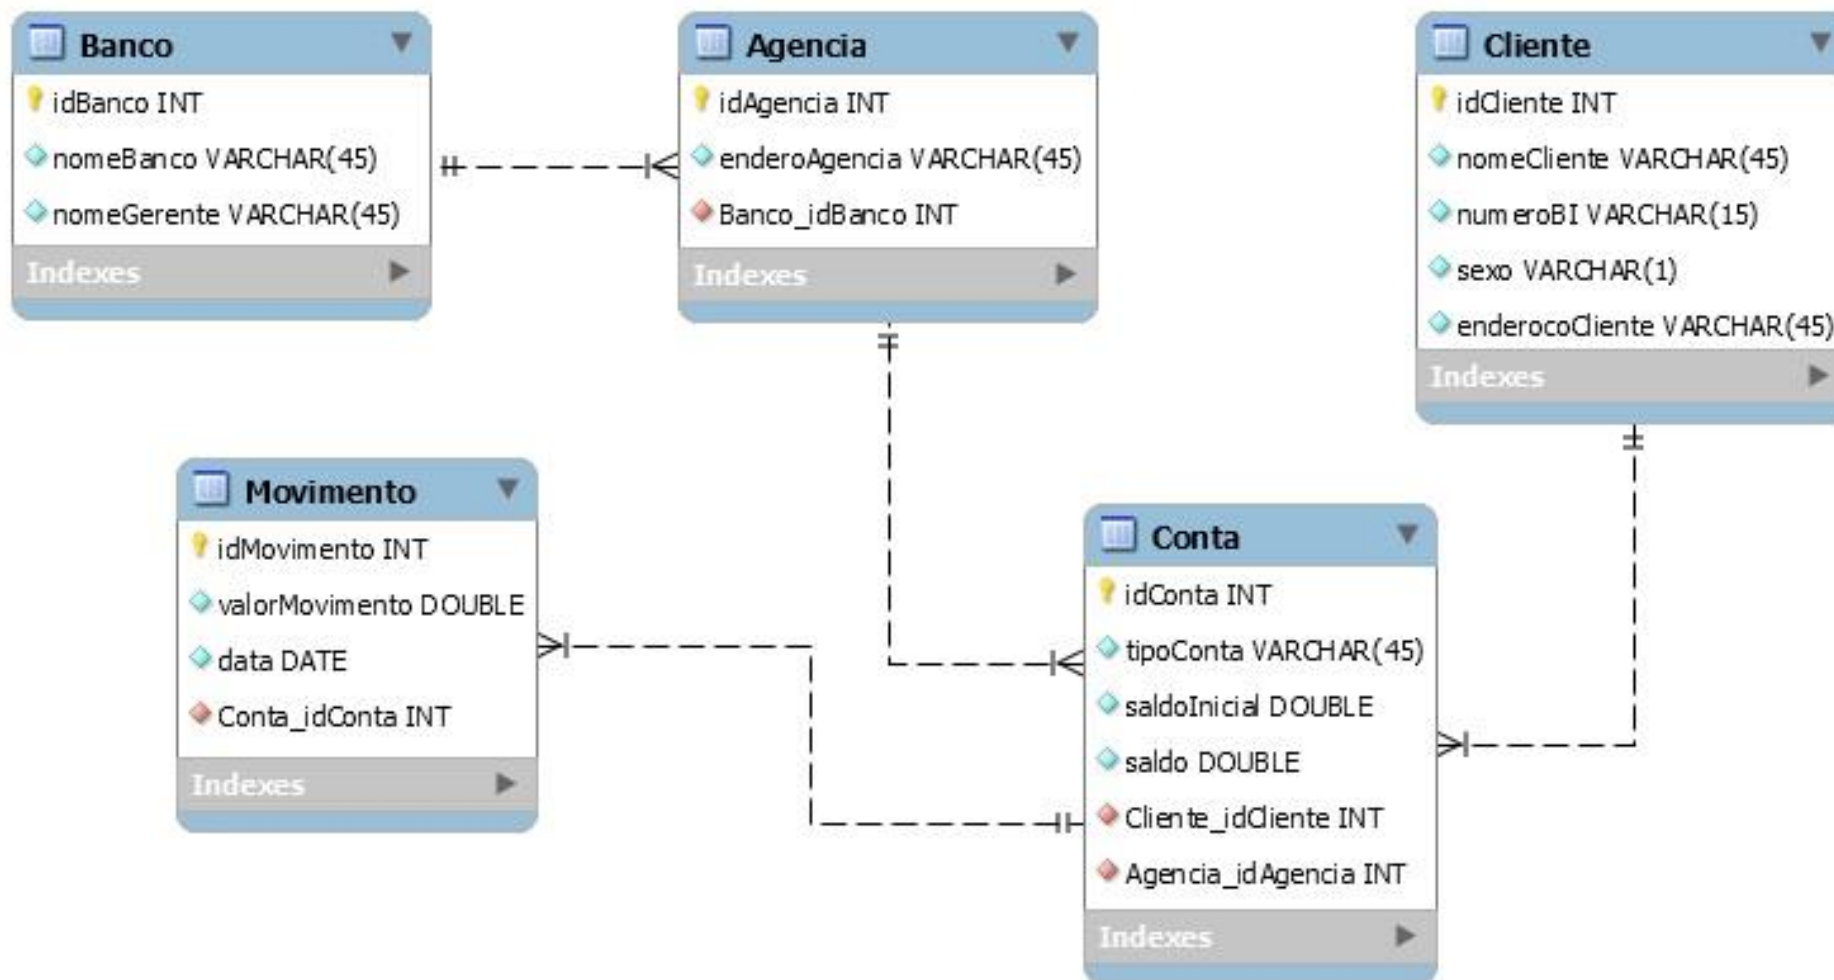 Banco
idBanco INT
nomeBanco VARCHAR(45)
nomeGerente VARCHAR(45)
Indexes
Agencia
idAgencia INT
enderoAgencia VARCHAR(45)
Banco_idBanco INT
Indexes
Cliente
idCliente INT
nomeCliente VARCHAR(45)
numeroBI VARCHAR(15)
sexo VARCHAR(1)
enderocoCliente VARCHAR(45)
Indexes
Movimento
idMovimento INT
valorMovimento DOUBLE
data DATE
Conta_idConta INT
Indexes
Conta
idConta INT
tipoConta VARCHAR(45)
saldoInicial DOUBLE
saldo DOUBLE
Cliente_idCliente INT
Agencia_idAgencia INT
Indexes